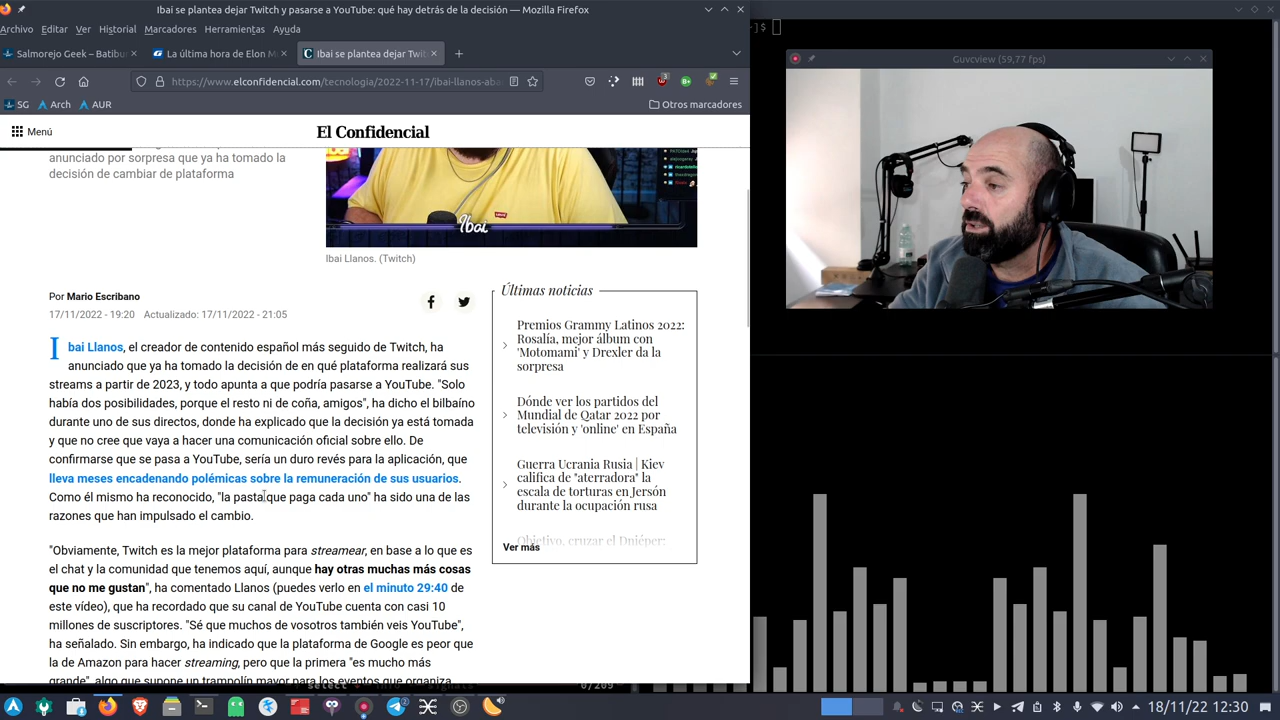 Ibai se plantea dejar Twitch y pasarse a YouTube: qué hay detrás de la decisión — Mozilla Firefox
Archivo Editar Ver Historial Marcadores Herramientas Ayuda
Salmorejo Geek — Batibu
La última hora de Elon M
Ibai se plantea dejar Twit
https://www.elconfidencial.com/tecnologia/2022-11-17/ibai-llanos-aba
SG Arch AUR
Otros marcadores
Menú
El Confidencial
anunciado por sorpresa que ya ha tomado la
decisión de cambiar de plataforma
Ibai
Ibai Llanos. (Twitch)
Por Mario Escribano
17/11/2022 - 19:20 Actualizado: 17/11/2022 - 21:05
Ibai Llanos, el creador de contenido español más seguido de Twitch, ha
anunciado que ya ha tomado la decisión de en qué plataforma realizará sus
streams a partir de 2023, y todo apunta a que podría pasarse a YouTube. "Solo
había dos posibilidades, porque el resto ni de coña, amigos", ha dicho el bilbaíno
durante uno de sus directos, donde ha explicado que la decisión ya está tomada
y que no cree que vaya a hacer una comunicación oficial sobre ello. De
confirmarse que se pasa a YouTube, sería un duro revés para la aplicación, que
lleva meses encadenando polémicas sobre la remuneración de sus usuarios.
Como él mismo ha reconocido, "la pasta que paga cada uno" ha sido una de las
razones que han impulsado el cambio.
"Obviamente, Twitch es la mejor plataforma para streamear, en base a lo que es
el chat y la comunidad que tenemos aquí, aunque hay otras muchas más cosas
que no me gustan", ha comentado Llanos (puedes verlo en el minuto 29:40 de
este vídeo), que ha recordado que su canal de YouTube cuenta con casi 10
millones de suscriptores. "Sé que muchos de vosotros también veis YouTube",
ha señalado. Sin embargo, ha indicado que la plataforma de Google es peor que
la de Amazon para hacer streaming, pero que la primera "es mucho más
grande", algo que supone un trampolín mayor para los eventos que organiza.
Últimas noticias
Premios Grammy Latinos 2022:
Rosalía, mejor álbum con
'Motomami' y Drexler da la
sorpresa
Dónde ver los partidos del
Mundial de Qatar 2022 por
televisión y 'online' en España
Guerra Ucrania Rusia | Kiev
califica de "aterradora" la
escala de torturas en Jersón
durante la ocupación rusa
Objetivo, cruzar el Dniéper:
Ver más
]$
Guvcview (59,77 fps)
18/11/22 12:30